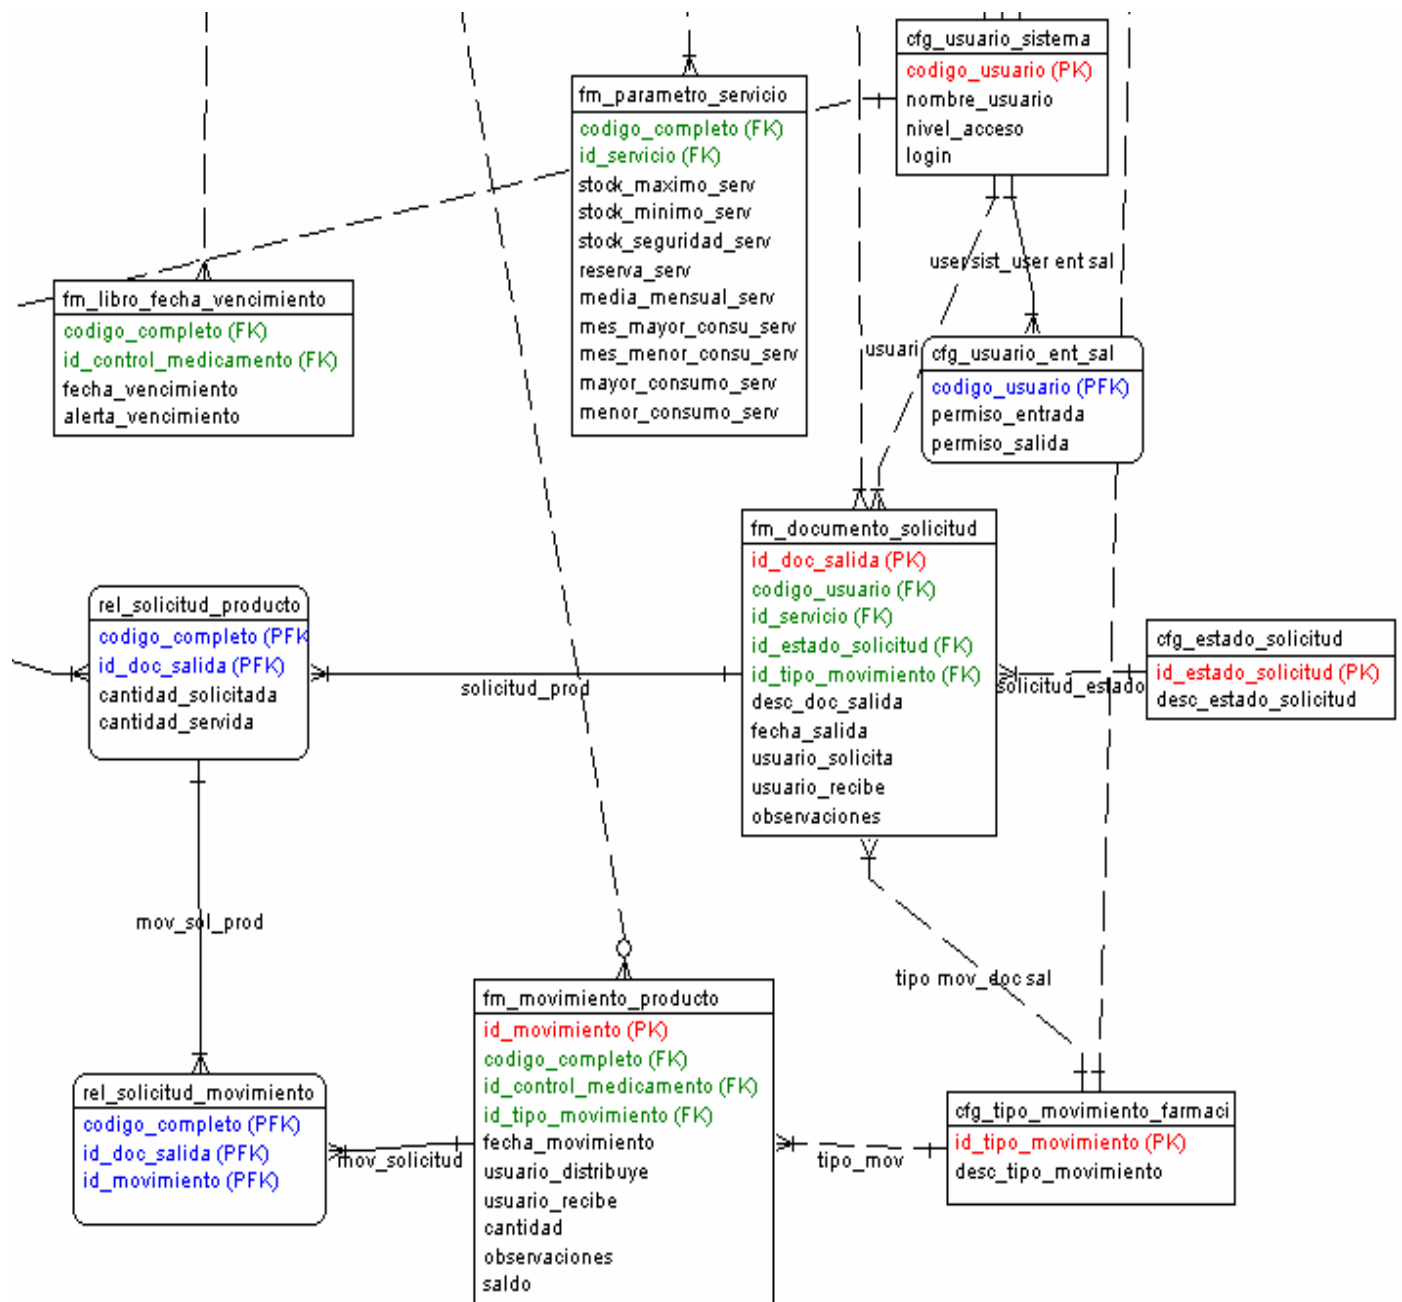 cfg_usuario_sistema
codigo_usuario (PK)
nombre_usuario
nivel_acceso
login
fm_parametro_servicio
codigo_completo (FK)
id_servicio (FK)
stock_maximo_serv
stock_minimo_serv
stock_seguridad_serv
reserva_serv
media_mensual_serv
mes_mayor_consu_serv
mes_menor_consu_serv
mayor_consumo_serv
menor_consumo_serv
user sist_user ent sal
fm_libro_fecha_vencimiento
codigo_completo (FK)
id_control_medicamento (FK)
fecha_vencimiento
alerta_vencimiento
usuari
cfg_usuario_ent_sal
codigo_usuario (PFK)
permiso_entrada
permiso_salida
fm_documento_solicitud
id_doc_salida (PK)
codigo_usuario (FK)
id_servicio (FK)
id_estado_solicitud (FK)
id_tipo_movimiento (FK)
desc_doc_salida
fecha_salida
usuario_solicita
usuario_recibe
observaciones
rel_solicitud_producto
codigo_completo (PFK
id_doc_salida (PFK)
cantidad_solicitada
cantidad_servida
solicitud_prod
solicitud_estado
cfg_estado_solicitud
id_estado_solicitud (PK)
desc_estado_solicitud
mov_sol_prod
tipo mov_doc sal
fm_movimiento_producto
id_movimiento (PK)
codigo_completo (FK)
id_control_medicamento (FK)
id_tipo_movimiento (FK)
fecha_movimiento
usuario_distribuye
usuario_recibe
cantidad
observaciones
saldo
rel_solicitud_movimiento
codigo_completo (PFK)
id_doc_salida (PFK)
id_movimiento (PFK)
mov_solicitud
tipo_mov
cfg_tipo_movimiento_farmaci
id_tipo_movimiento (PK)
desc_tipo_movimiento